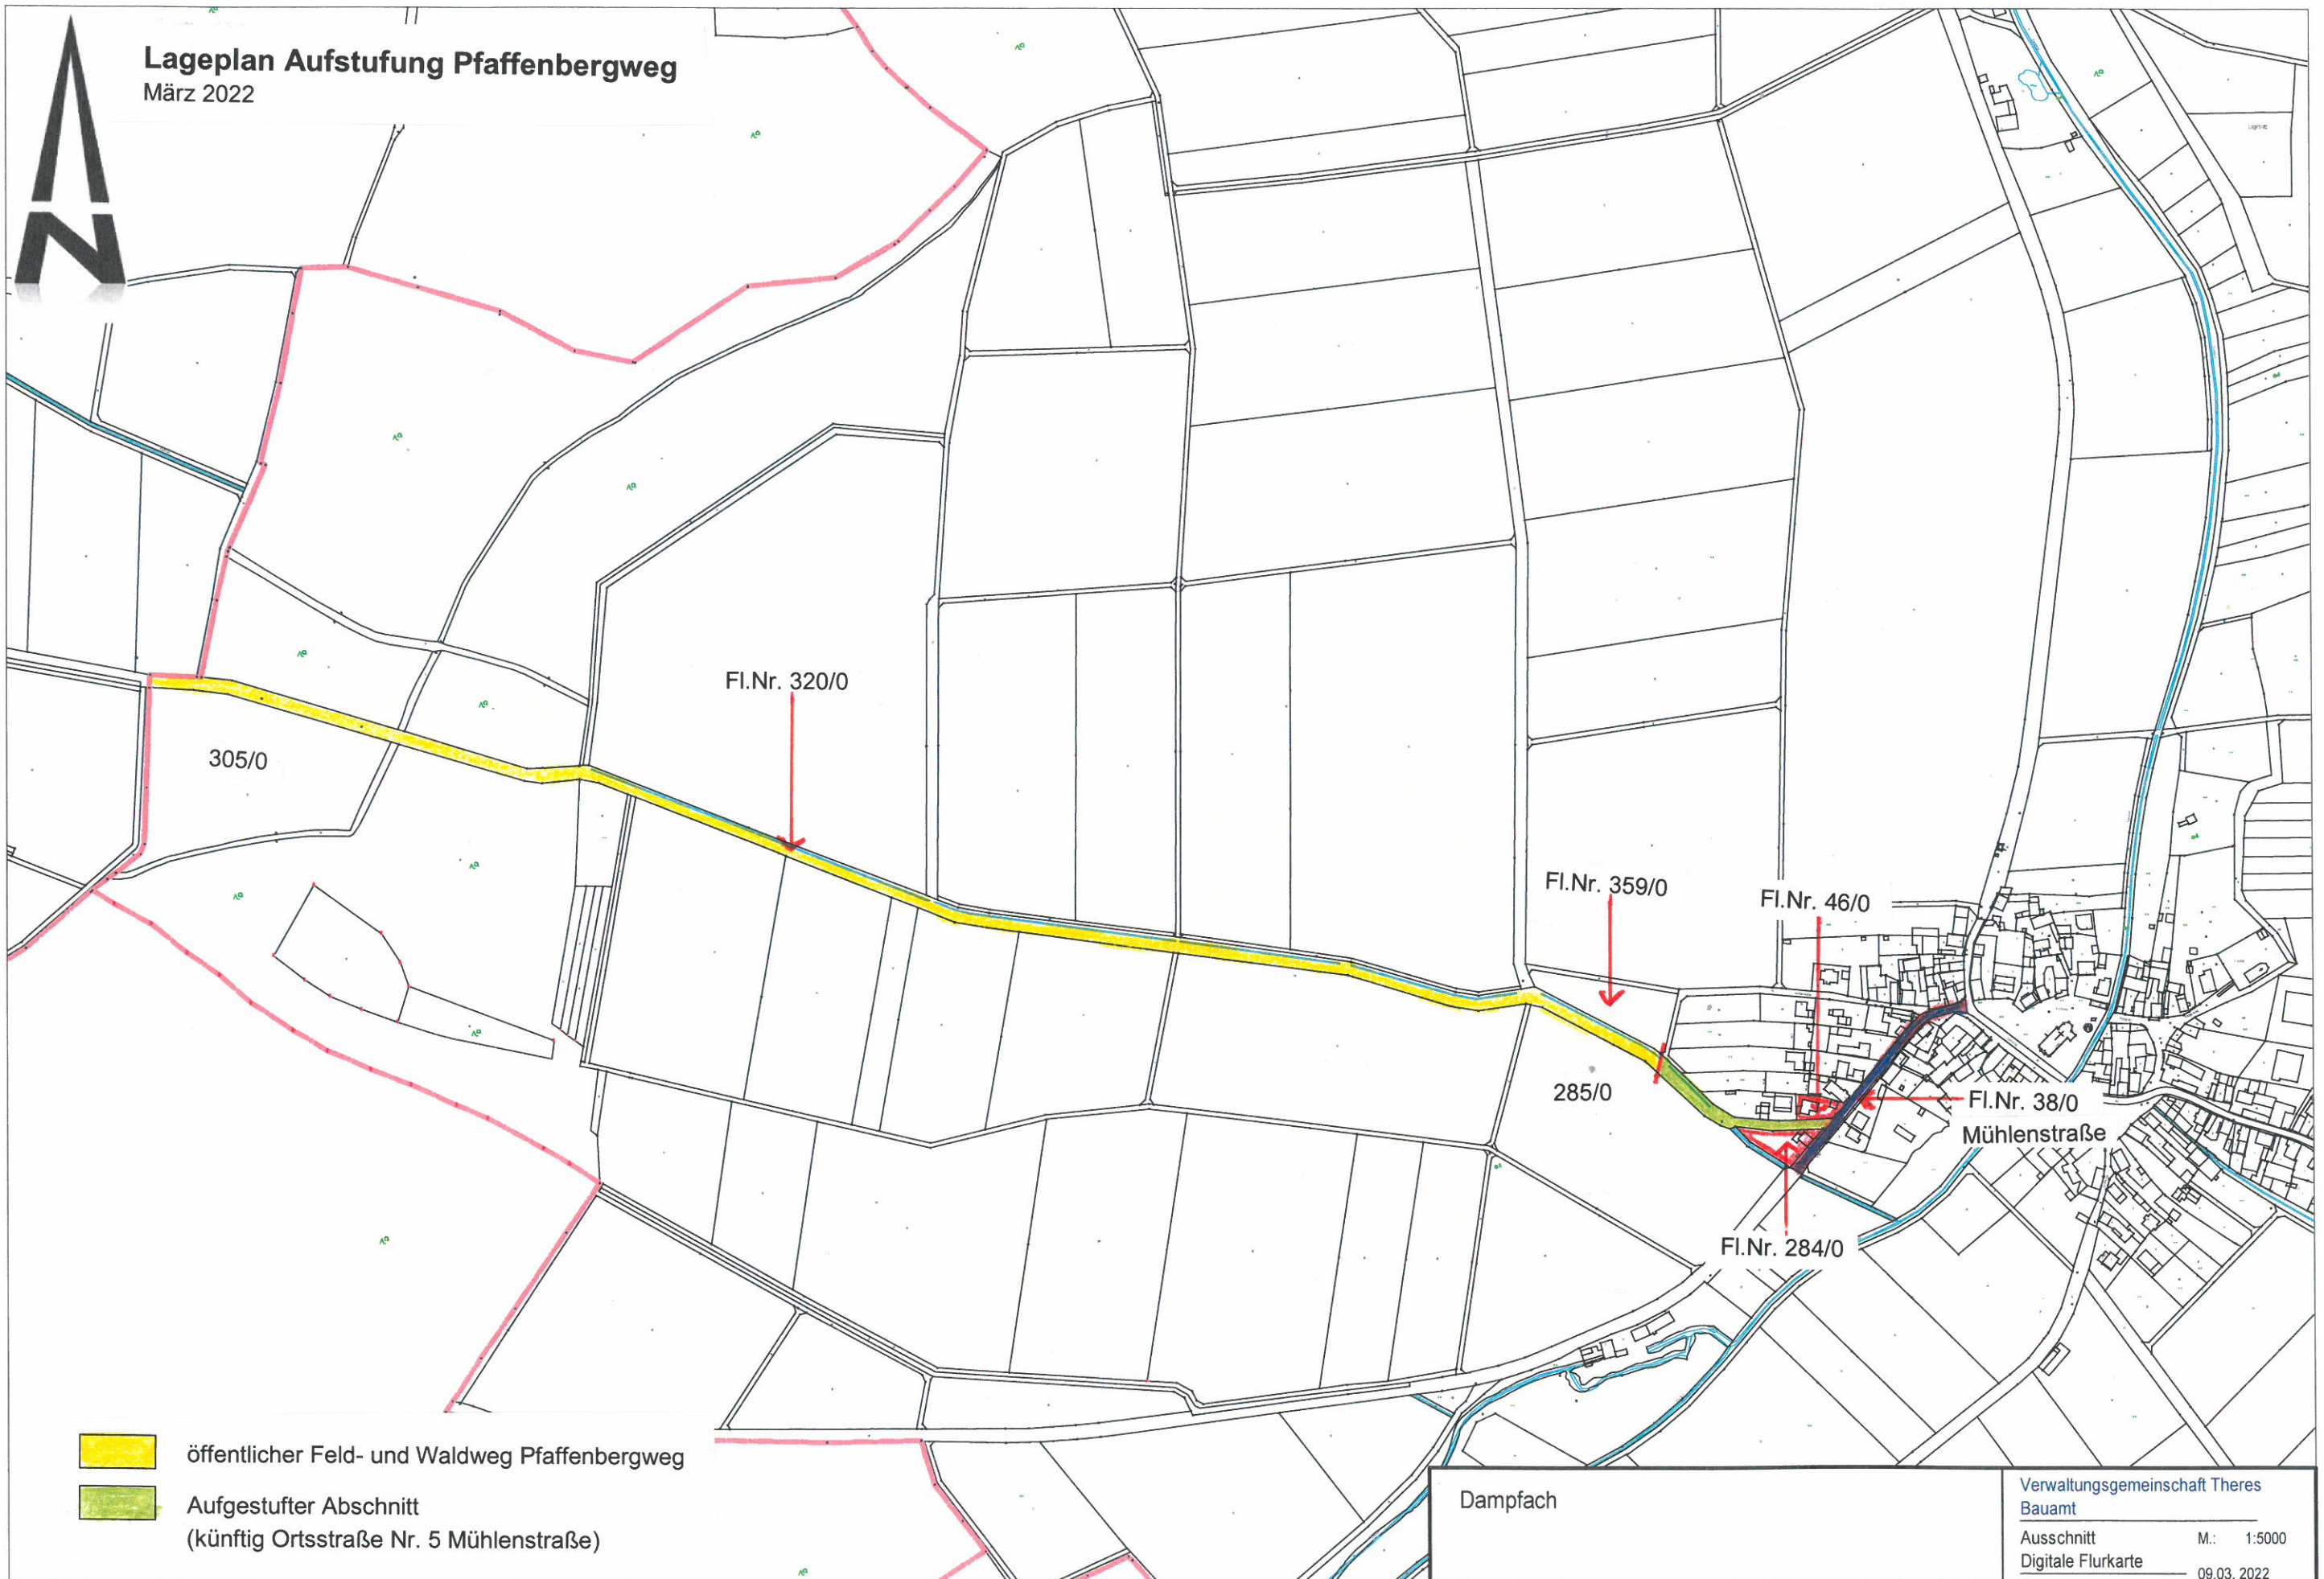 Lageplan Aufstufung Pfaffenbergweg
März 2022
N
Fl.Nr. 320/0
305/0
Fl.Nr. 359/0
Fl.Nr. 46/0
285/0
Fl.Nr. 38/0
Mühlenstraße
Fl.Nr. 284/0
öffentlicher Feld- und Waldweg Pfaffenbergweg
Aufgestufter Abschnitt
(künftig Ortsstraße Nr. 5 Mühlenstraße)
Dampfach
Verwaltungsgemeinschaft Theres
Bauamt
Ausschnitt M.: 1:5000
Digitale Flurkarte
09.03. 2022